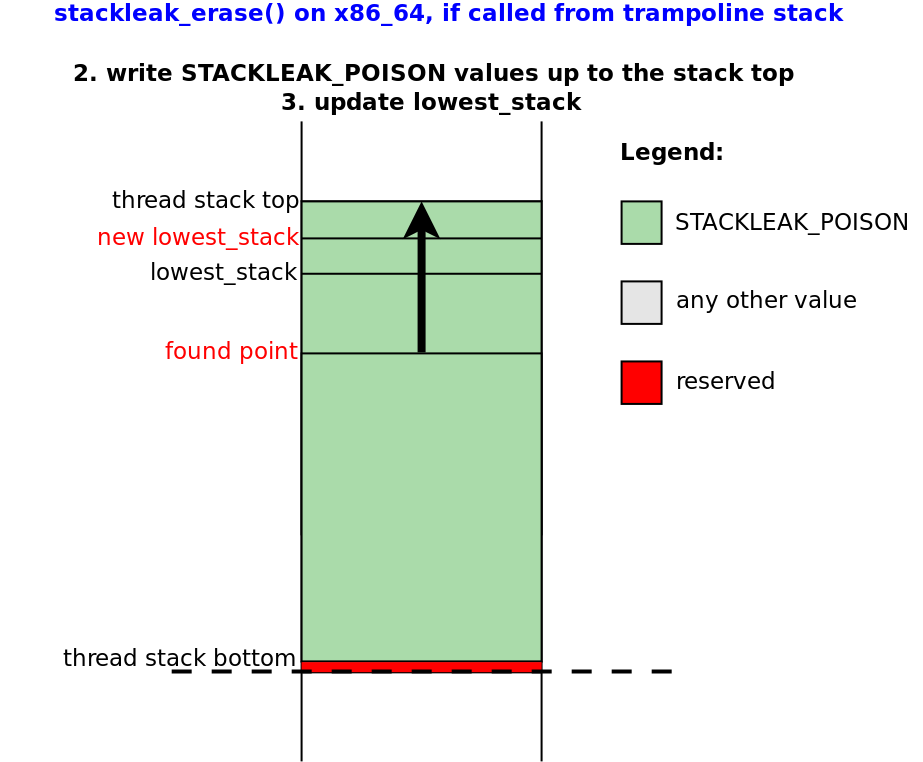 stackleak_erase() on x86_64, if called from trampoline stack
2. write STACKLEAK_POISON values up to the stack top
3. update lowest_stack
Legend:
thread stack top
new lowest_stack
lowest_stack
found point
thread stack bottom
STACKLEAK_POISON
any other value
reserved